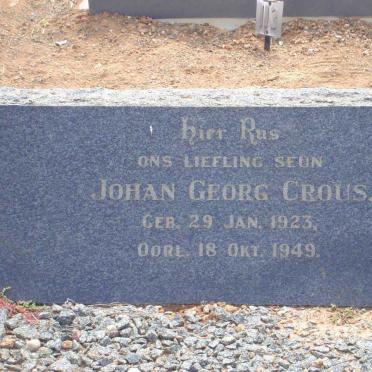 Hier Rus
ONS LIEFLING SEUN
JOHAN GEORG CROUS.
GEB. 29 JAN. 1923,
OORL. 18 OKT. 1949.